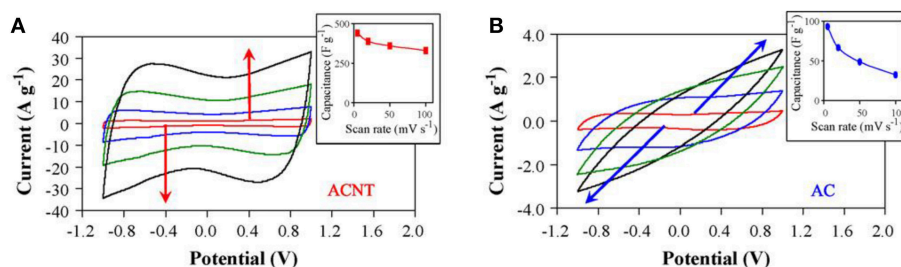 A
Current (A g-1)
40
30
20
10
0
-10
-20
-30
-40
-1.2 -0.8 -0.4 0.0 0.4 0.8 1.2 1.6 2.0
Potential (V)
ACNT
Capacitance (F g-1)
500
250
0
0 50 100
Scan rate (mV s-1)
B
Current (A g-1)
4.0
2.0
0.0
-2.0
-4.0
-1.2 -0.8 -0.4 0.0 0.4 0.8 1.2 1.6 2.0
Potential (V)
AC
Capacitance (F g-1)
100
75
50
25
0
0 50 100
Scan rate (mV s-1)